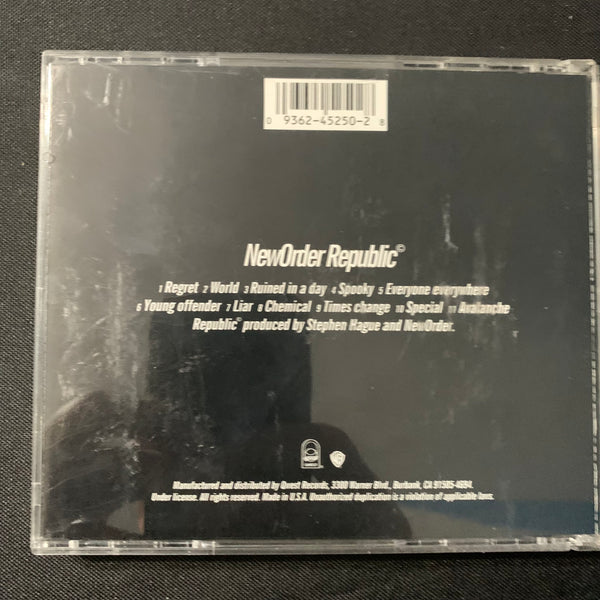 0 9362-45250-2 8
NewOrder Republic©
1 Regret 2 World 3 Ruined in a day 4 Spooky 5 Everyone everywhere
6 Young offender 7 Liar 8 Chemical 9 Times change 10 Special 11 Avalanche
Republic© produced by Stephen Hague and NewOrder.
Manufactured and distributed by Qwest Records, 3300 Warner Blvd., Burbank, CA 91505-4694.
Under license. All rights reserved. Made in U.S.A. Unauthorized duplication is a violation of applicable laws.